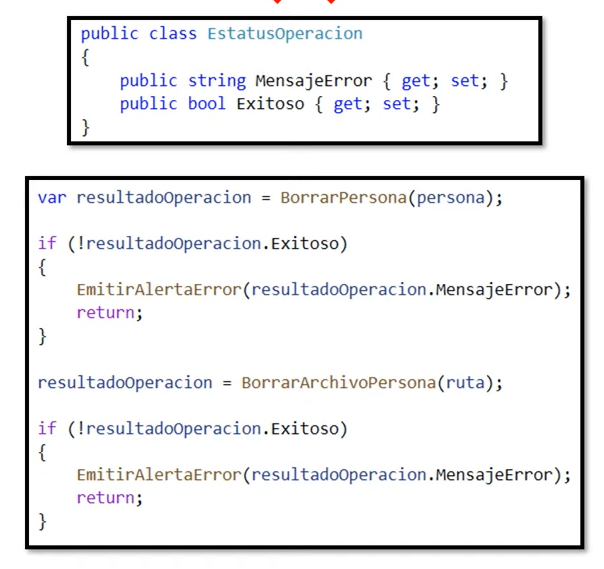 public class EstatusOperacion
{
    public string MensajeError { get; set; }
    public bool Exitoso { get; set; }
}
var resultadoOperacion = BorrarPersona(persona);
if (!resultadoOperacion.Exitoso)
{
    EmitirAlertaError(resultadoOperacion.MensajeError);
    return;
}
resultadoOperacion = BorrarArchivoPersona(ruta);
if (!resultadoOperacion.Exitoso)
{
    EmitirAlertaError(resultadoOperacion.MensajeError);
    return;
}